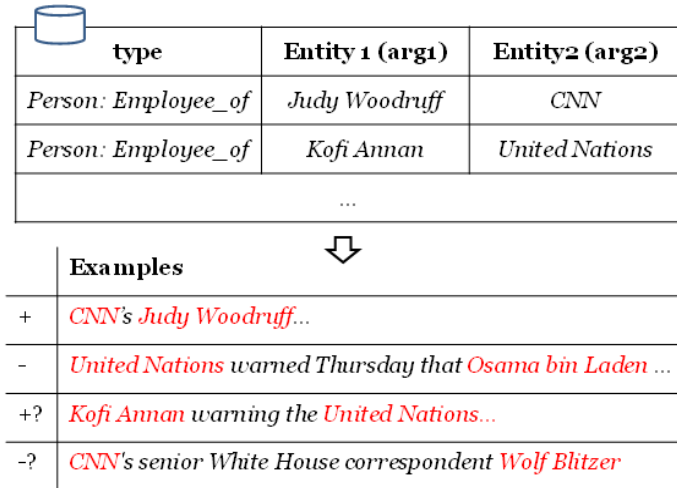 type Entity 1 (arg1) Entity2 (arg2)
Person: Employee_of Judy Woodruff CNN
Person: Employee_of Kofi Annan United Nations
...
Examples
+ CNN's Judy Woodruff...
- United Nations warned Thursday that Osama bin Laden ...
+? Kofi Annan warning the United Nations...
-? CNN's senior White House correspondent Wolf Blitzer